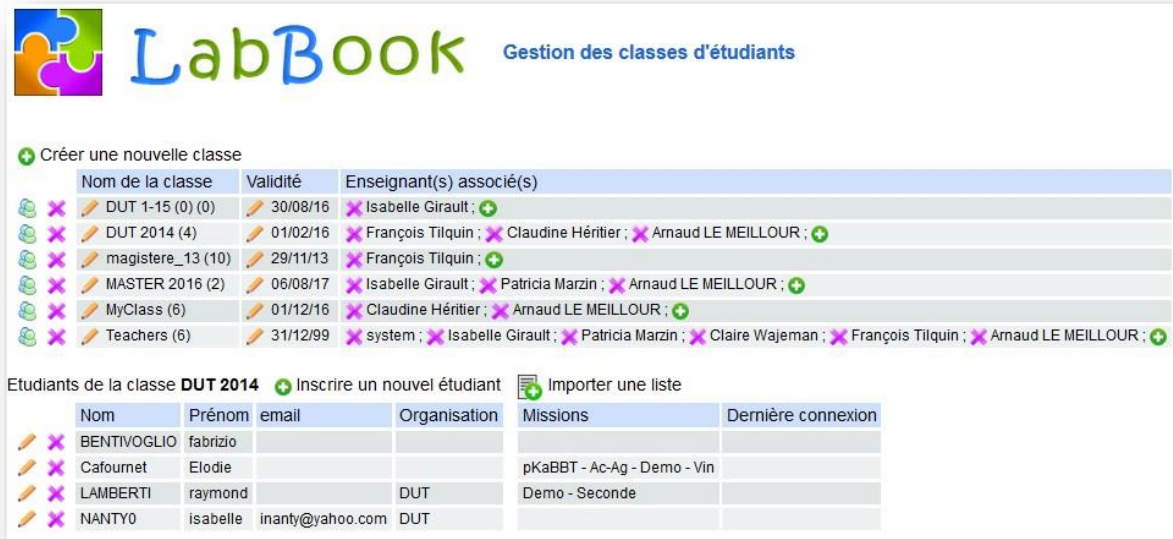 LabBook Gestion des classes d'étudiants
Créer une nouvelle classe
Nom de la classe Validité Enseignant(s) associé(s)
DUT 1-15 (0) (0) 30/08/16 Isabelle Girault ;
DUT 2014 (4) 01/02/16 François Tilquin ; Claudine Héritier ; Arnaud LE MEILLOUR ;
magistere_13 (10) 29/11/13 François Tilquin ;
MASTER 2016 (2) 06/08/17 Isabelle Girault ; Patricia Marzin ; Arnaud LE MEILLOUR ;
MyClass (6) 01/12/16 Claudine Héritier ; Arnaud LE MEILLOUR ;
Teachers (6) 31/12/99 system ; Isabelle Girault ; Patricia Marzin ; Claire Wajeman ; François Tilquin ; Arnaud LE MEILLOUR ;
Etudiants de la classe DUT 2014 Inscrire un nouvel étudiant Importer une liste
Nom Prénom email Organisation Missions Dernière connexion
BENTIVOGLIO fabrizio
Cafournet Elodie pKaBBT - Ac-Ag - Demo - Vin
LAMBERTI raymond DUT Demo - Seconde
NANTY0 isabelle inanty@yahoo.com DUT